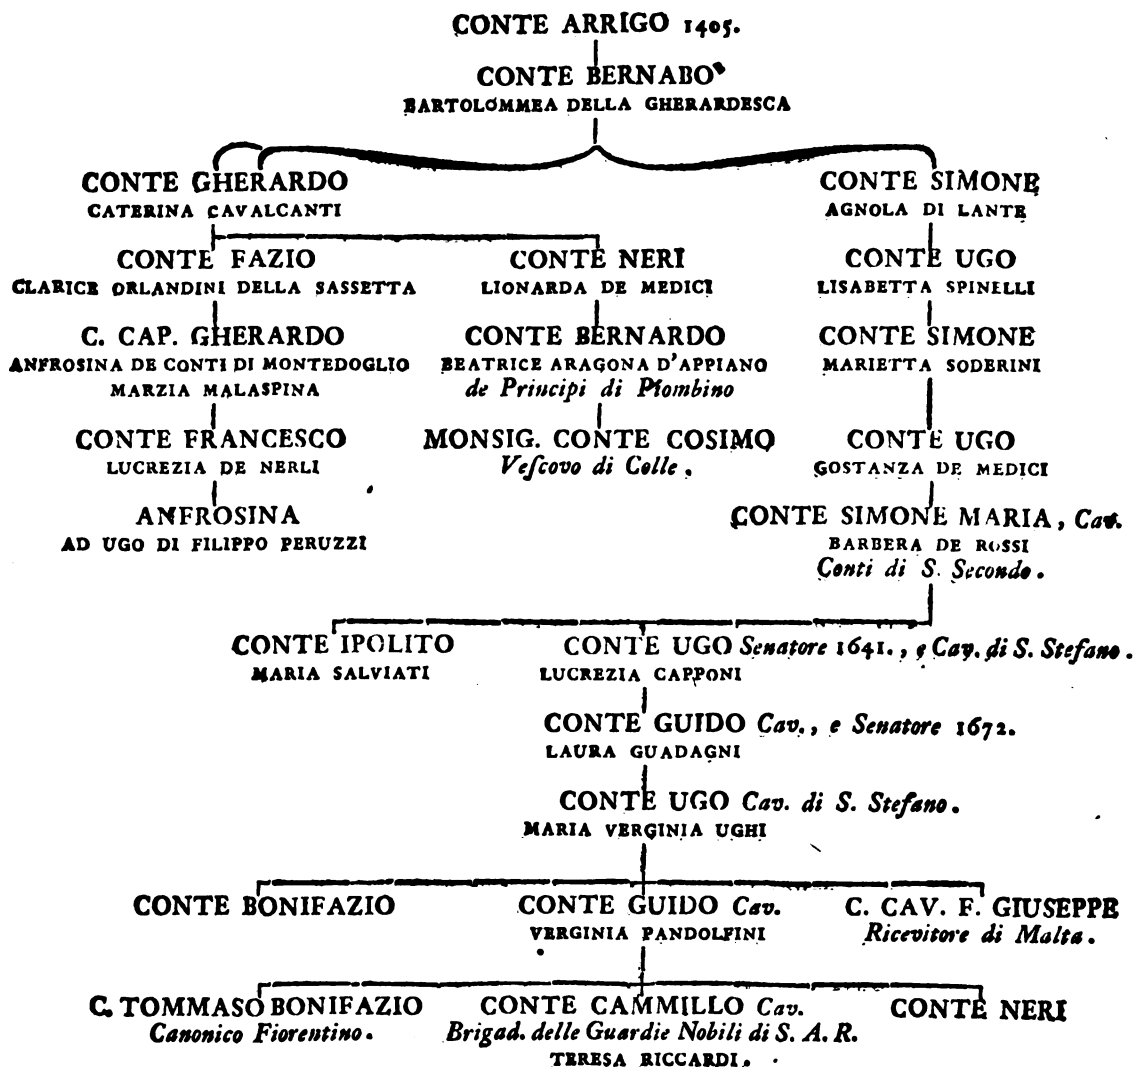 CONTE ARRIGO 1405.
CONTE BERNABO'
BARTOLOMMEA DELLA GHERARDESCA
CONTE GHERARDO
CATERINA CAVALCANTI
CONTE SIMONE
AGNOLA DI LANTE
CONTE FAZIO
CLARICE ORLANDINI DELLA SASSETTA
CONTE NERI
LIONARDA DE MEDICI
CONTE UGO
LISABETTA SPINELLI
C. CAP. GHERARDO
ANFROSINA DE CONTI DI MONTEDOGLIO
MARZIA MALASPINA
CONTE BERNARDO
BEATRICE ARAGONA D'APPIANO
de Principi di Piombino
CONTE SIMONE
MARIETTA SODERINI
CONTE FRANCESCO
LUCREZIA DE NERLI
MONSIG. CONTE COSIMO
Veſcovo di Colle.
CONTE UGO
GOSTANZA DE MEDICI
ANFROSINA
AD UGO DI FILIPPO PERUZZI
CONTE SIMONE MARIA, Cav.
BARBERA DE ROSSI
Conti di S. Secondo.
CONTE IPOLITO
MARIA SALVIATI
CONTE UGO Senatore 1641., e Cav. di S. Stefano.
LUCREZIA CAPPONI
CONTE GUIDO Cav., e Senatore 1672.
LAURA GUADAGNI
CONTE UGO Cav. di S. Stefano.
MARIA VERGINIA UGHI
CONTE BONIFAZIO
CONTE GUIDO Cav.
VERGINIA PANDOLFINI
C. CAV. F. GIUSEPPE
Ricevitore di Malta.
C. TOMMASO BONIFAZIO
Canonico Fiorentino.
CONTE CAMMILLO Cav.
Brigad. delle Guardie Nobili di S. A. R.
TERESA RICCARDI.
CONTE NERI